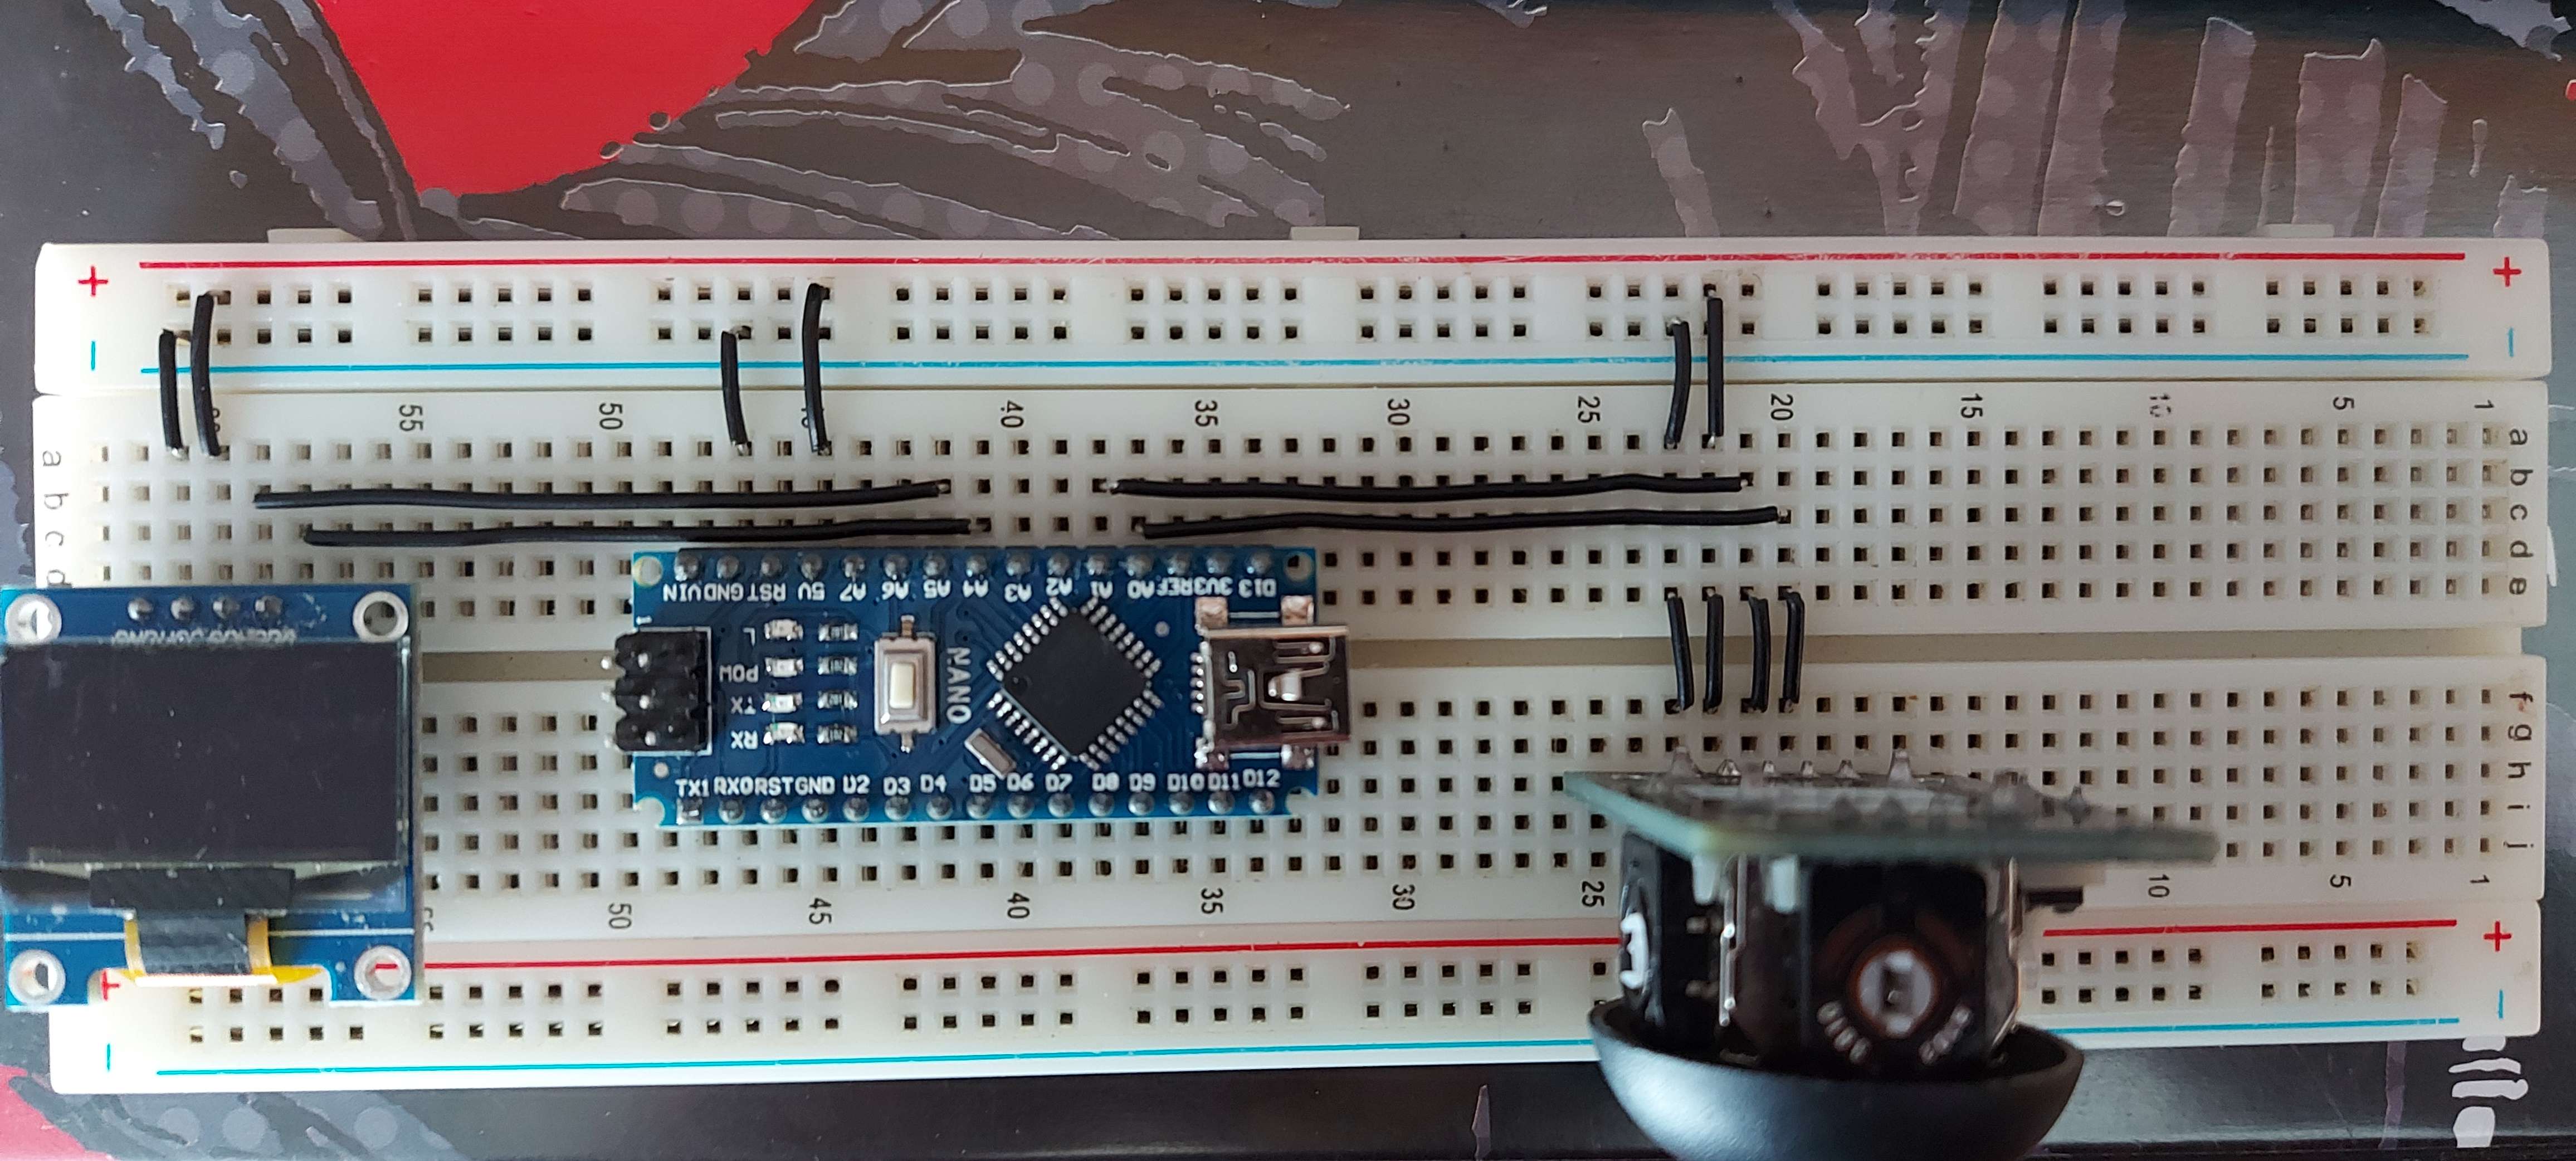 + +
- -
55 50 40 35 30 25 20 15 10 5 1
a a
b b
c c
d d
e
VIN GND RST 5V A7 A6 A5 A4 A3 A2 A1 A0 REF 3V3 D13
L
POW
TX
RX
NANO
f
g
h
i
j
TX1 RX0 RST GND D2 D3 D4 D5 D6 D7 D8 D9 D10 D11 D12
50 45 40 35 30 25 10 5 1
+ +
- -